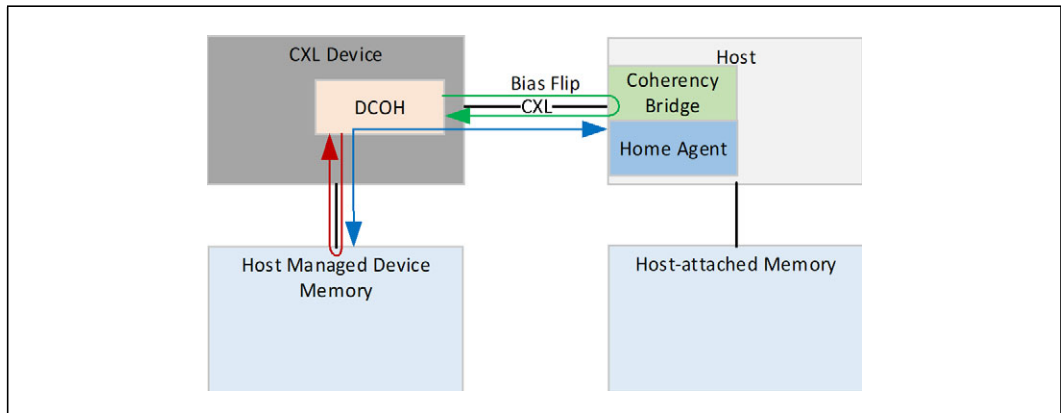 CXL Device
Host
Bias Flip
Coherency
Bridge
DCOH
CXL
Home Agent
Host Managed Device
Memory
Host-attached Memory